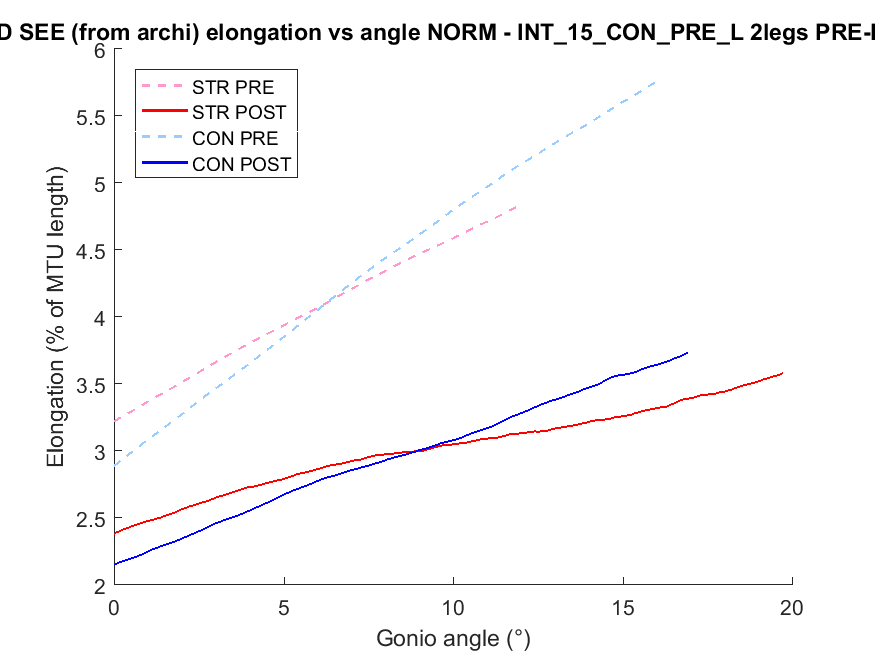 D SEE (from archi) elongation vs angle NORM - INT_15_CON_PRE_L 2legs PRE-
STR PRE
STR POST
CON PRE
CON POST
6
5.5
5
4.5
4
3.5
3
2.5
2
Elongation (% of MTU length)
0
5
10
15
20
Gonio angle (°)